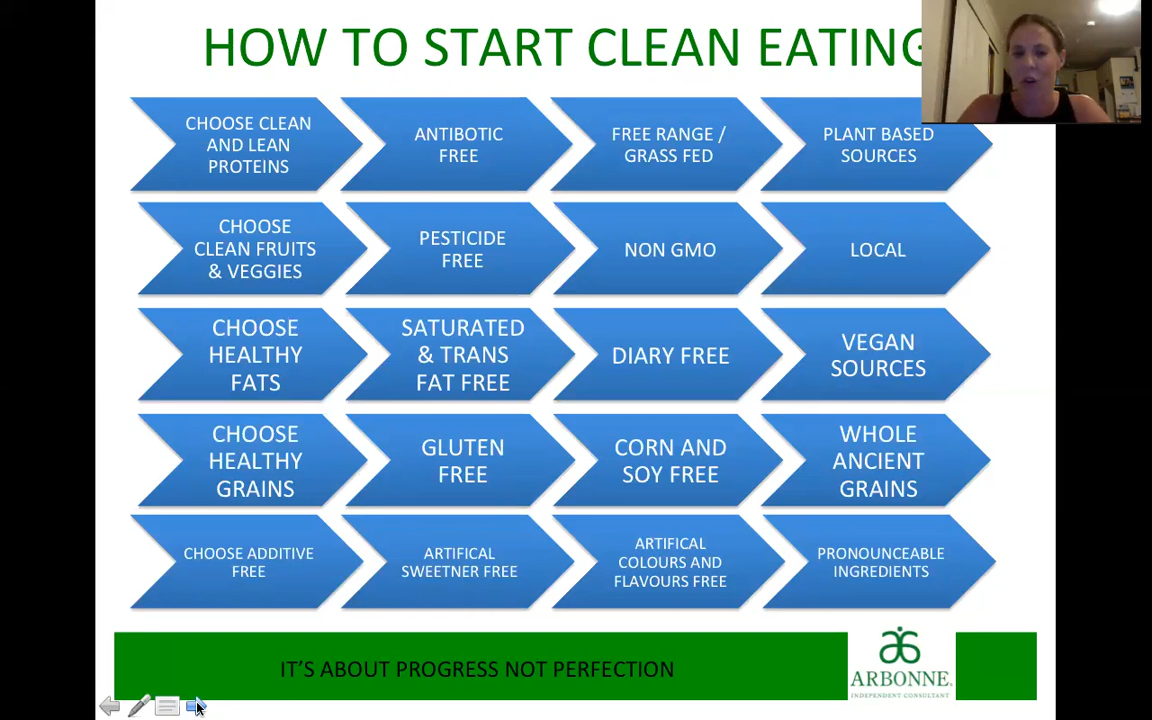 HOW TO START CLEAN EATING
CHOOSE CLEAN
AND LEAN
PROTEINS
ANTIBOTIC
FREE
FREE RANGE /
GRASS FED
PLANT BASED
SOURCES
CHOOSE
CLEAN FRUITS
& VEGGIES
PESTICIDE
FREE
NON GMO
LOCAL
CHOOSE
HEALTHY
FATS
SATURATED
& TRANS
FAT FREE
DIARY FREE
VEGAN
SOURCES
CHOOSE
HEALTHY
GRAINS
GLUTEN
FREE
CORN AND
SOY FREE
WHOLE
ANCIENT
GRAINS
CHOOSE ADDITIVE
FREE
ARTIFICAL
SWEETNER FREE
ARTIFICAL
COLOURS AND
FLAVOURS FREE
PRONOUNCEABLE
INGREDIENTS
IT'S ABOUT PROGRESS NOT PERFECTION
ARBONNE.
INDEPENDENT CONSULTANT